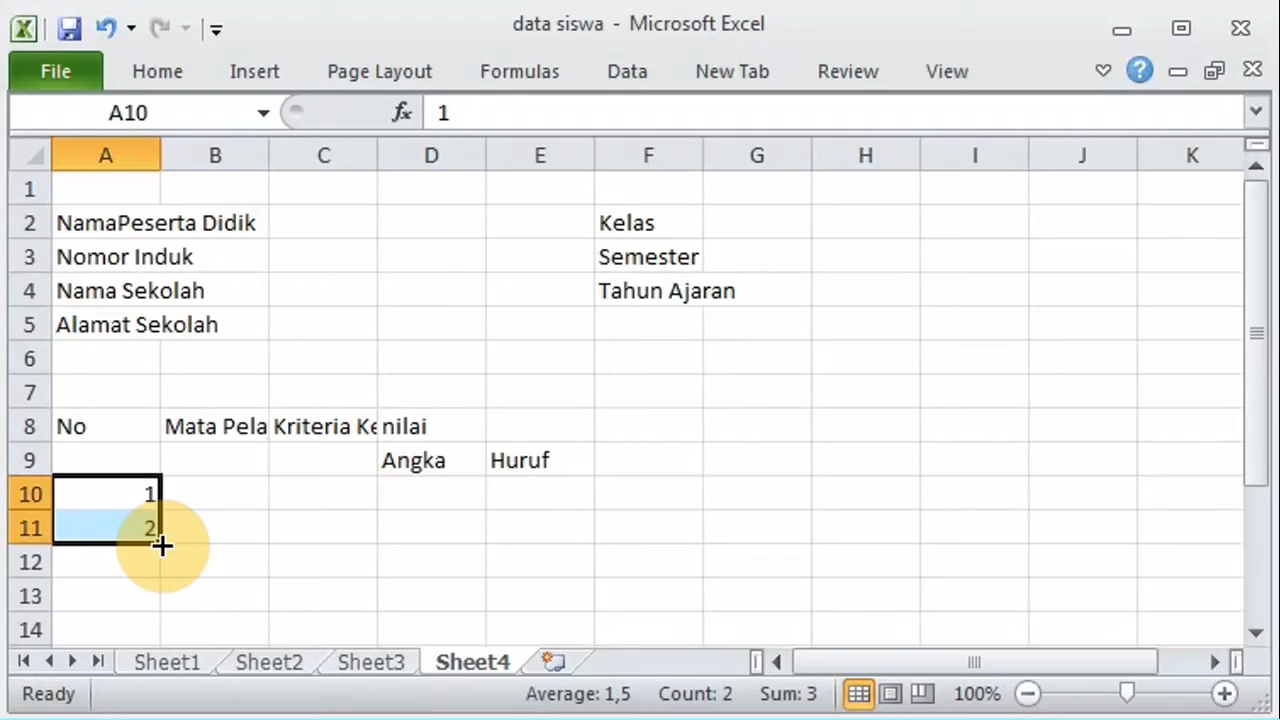 data siswa - Microsoft Excel
File Home Insert Page Layout Formulas Data New Tab Review View
A10 fx 1
A B C D E F G H I J K
1
2 NamaPeserta Didik Kelas
3 Nomor Induk Semester
4 Nama Sekolah Tahun Ajaran
5 Alamat Sekolah
6
7
8 No Mata Pela Kriteria Ke nilai
9 Angka Huruf
10 1
11 2
12
13
14
Sheet1 Sheet2 Sheet3 Sheet4
Ready Average: 1,5 Count: 2 Sum: 3 100%